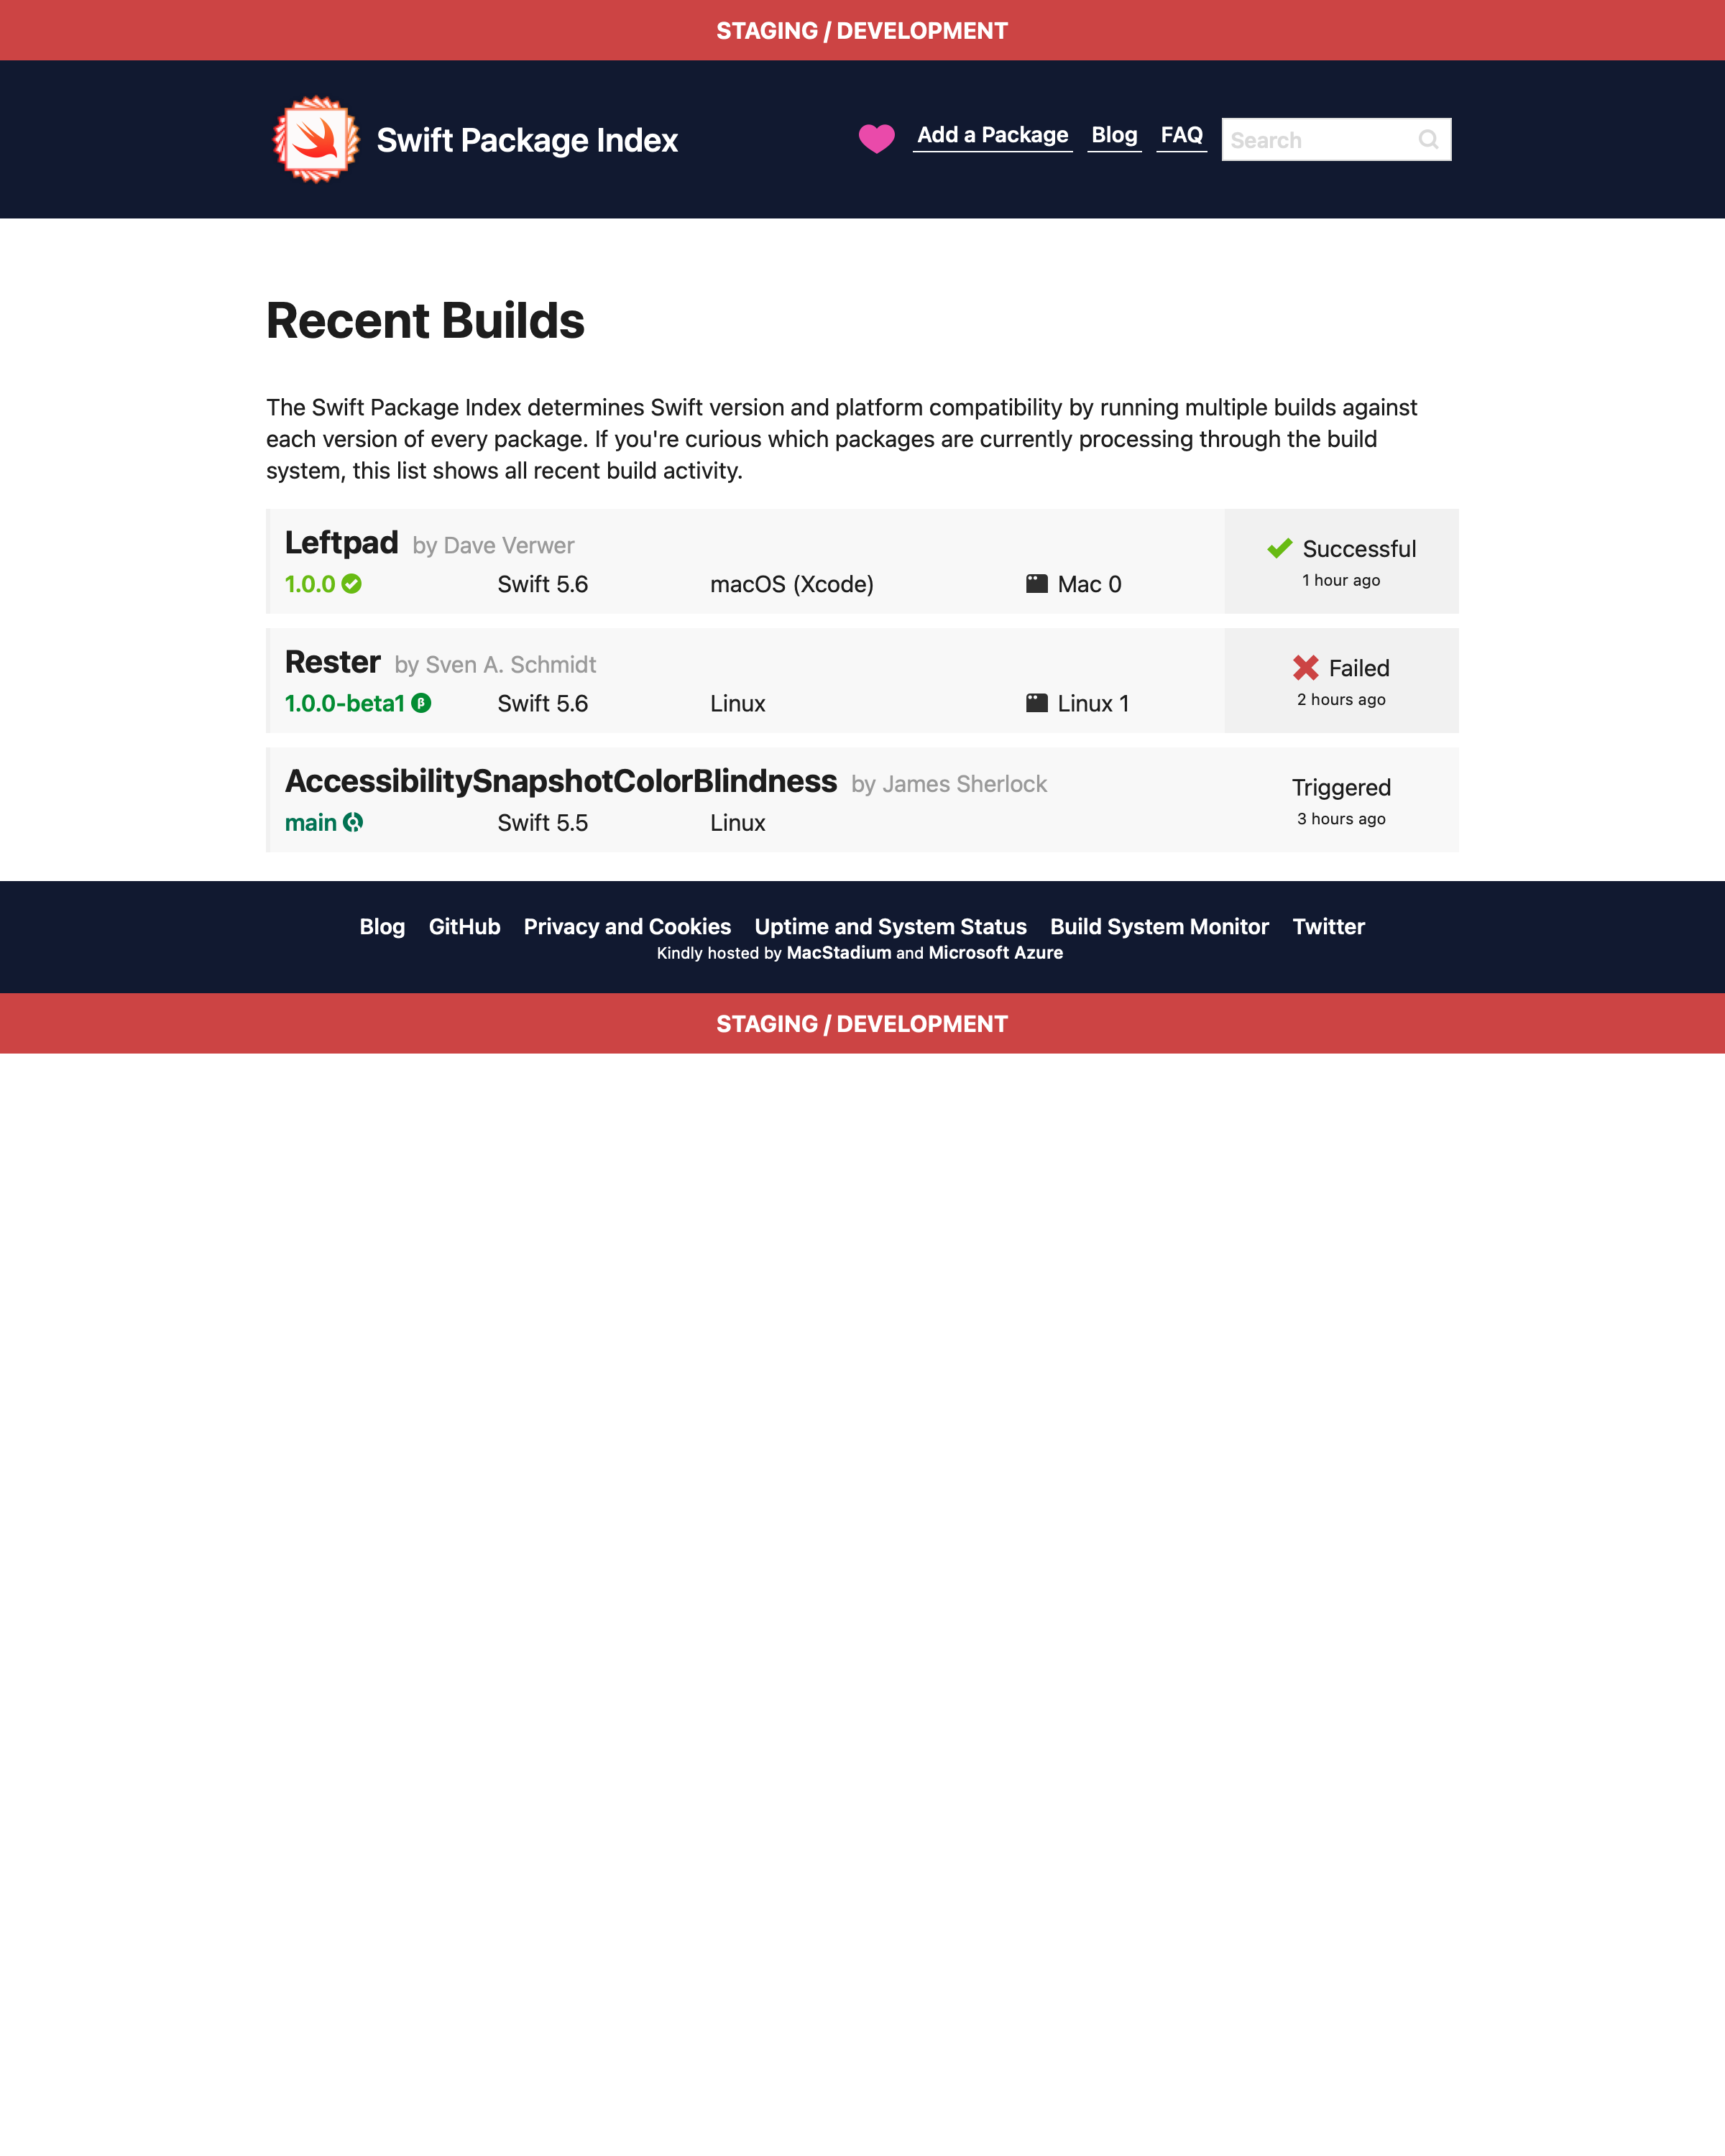 STAGING / DEVELOPMENT
Swift Package Index
Add a Package Blog FAQ Search
Recent Builds
The Swift Package Index determines Swift version and platform compatibility by running multiple builds against
each version of every package. If you're curious which packages are currently processing through the build
system, this list shows all recent build activity.
Leftpad by Dave Verwer
1.0.0 Swift 5.6 macOS (Xcode) Mac 0
Successful
1 hour ago
Rester by Sven A. Schmidt
1.0.0-beta1 β Swift 5.6 Linux Linux 1
Failed
2 hours ago
AccessibilitySnapshotColorBlindness by James Sherlock
main Swift 5.5 Linux
Triggered
3 hours ago
Blog GitHub Privacy and Cookies Uptime and System Status Build System Monitor Twitter
Kindly hosted by MacStadium and Microsoft Azure
STAGING / DEVELOPMENT